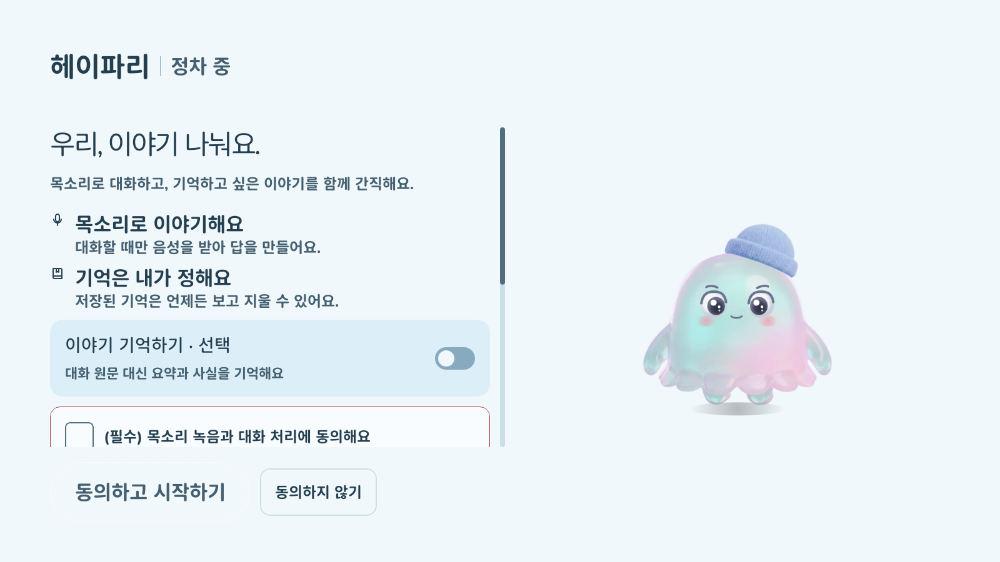 헤이파리 정차 중
우리, 이야기 나눠요.
목소리로 대화하고, 기억하고 싶은 이야기를 함께 간직해요.
목소리로 이야기해요
대화할 때만 음성을 받아 답을 만들어요.
기억은 내가 정해요
저장된 기억은 언제든 보고 지울 수 있어요.
이야기 기억하기 · 선택
대화 원문 대신 요약과 사실을 기억해요
(필수) 목소리 녹음과 대화 처리에 동의해요
동의하고 시작하기 동의하지 않기